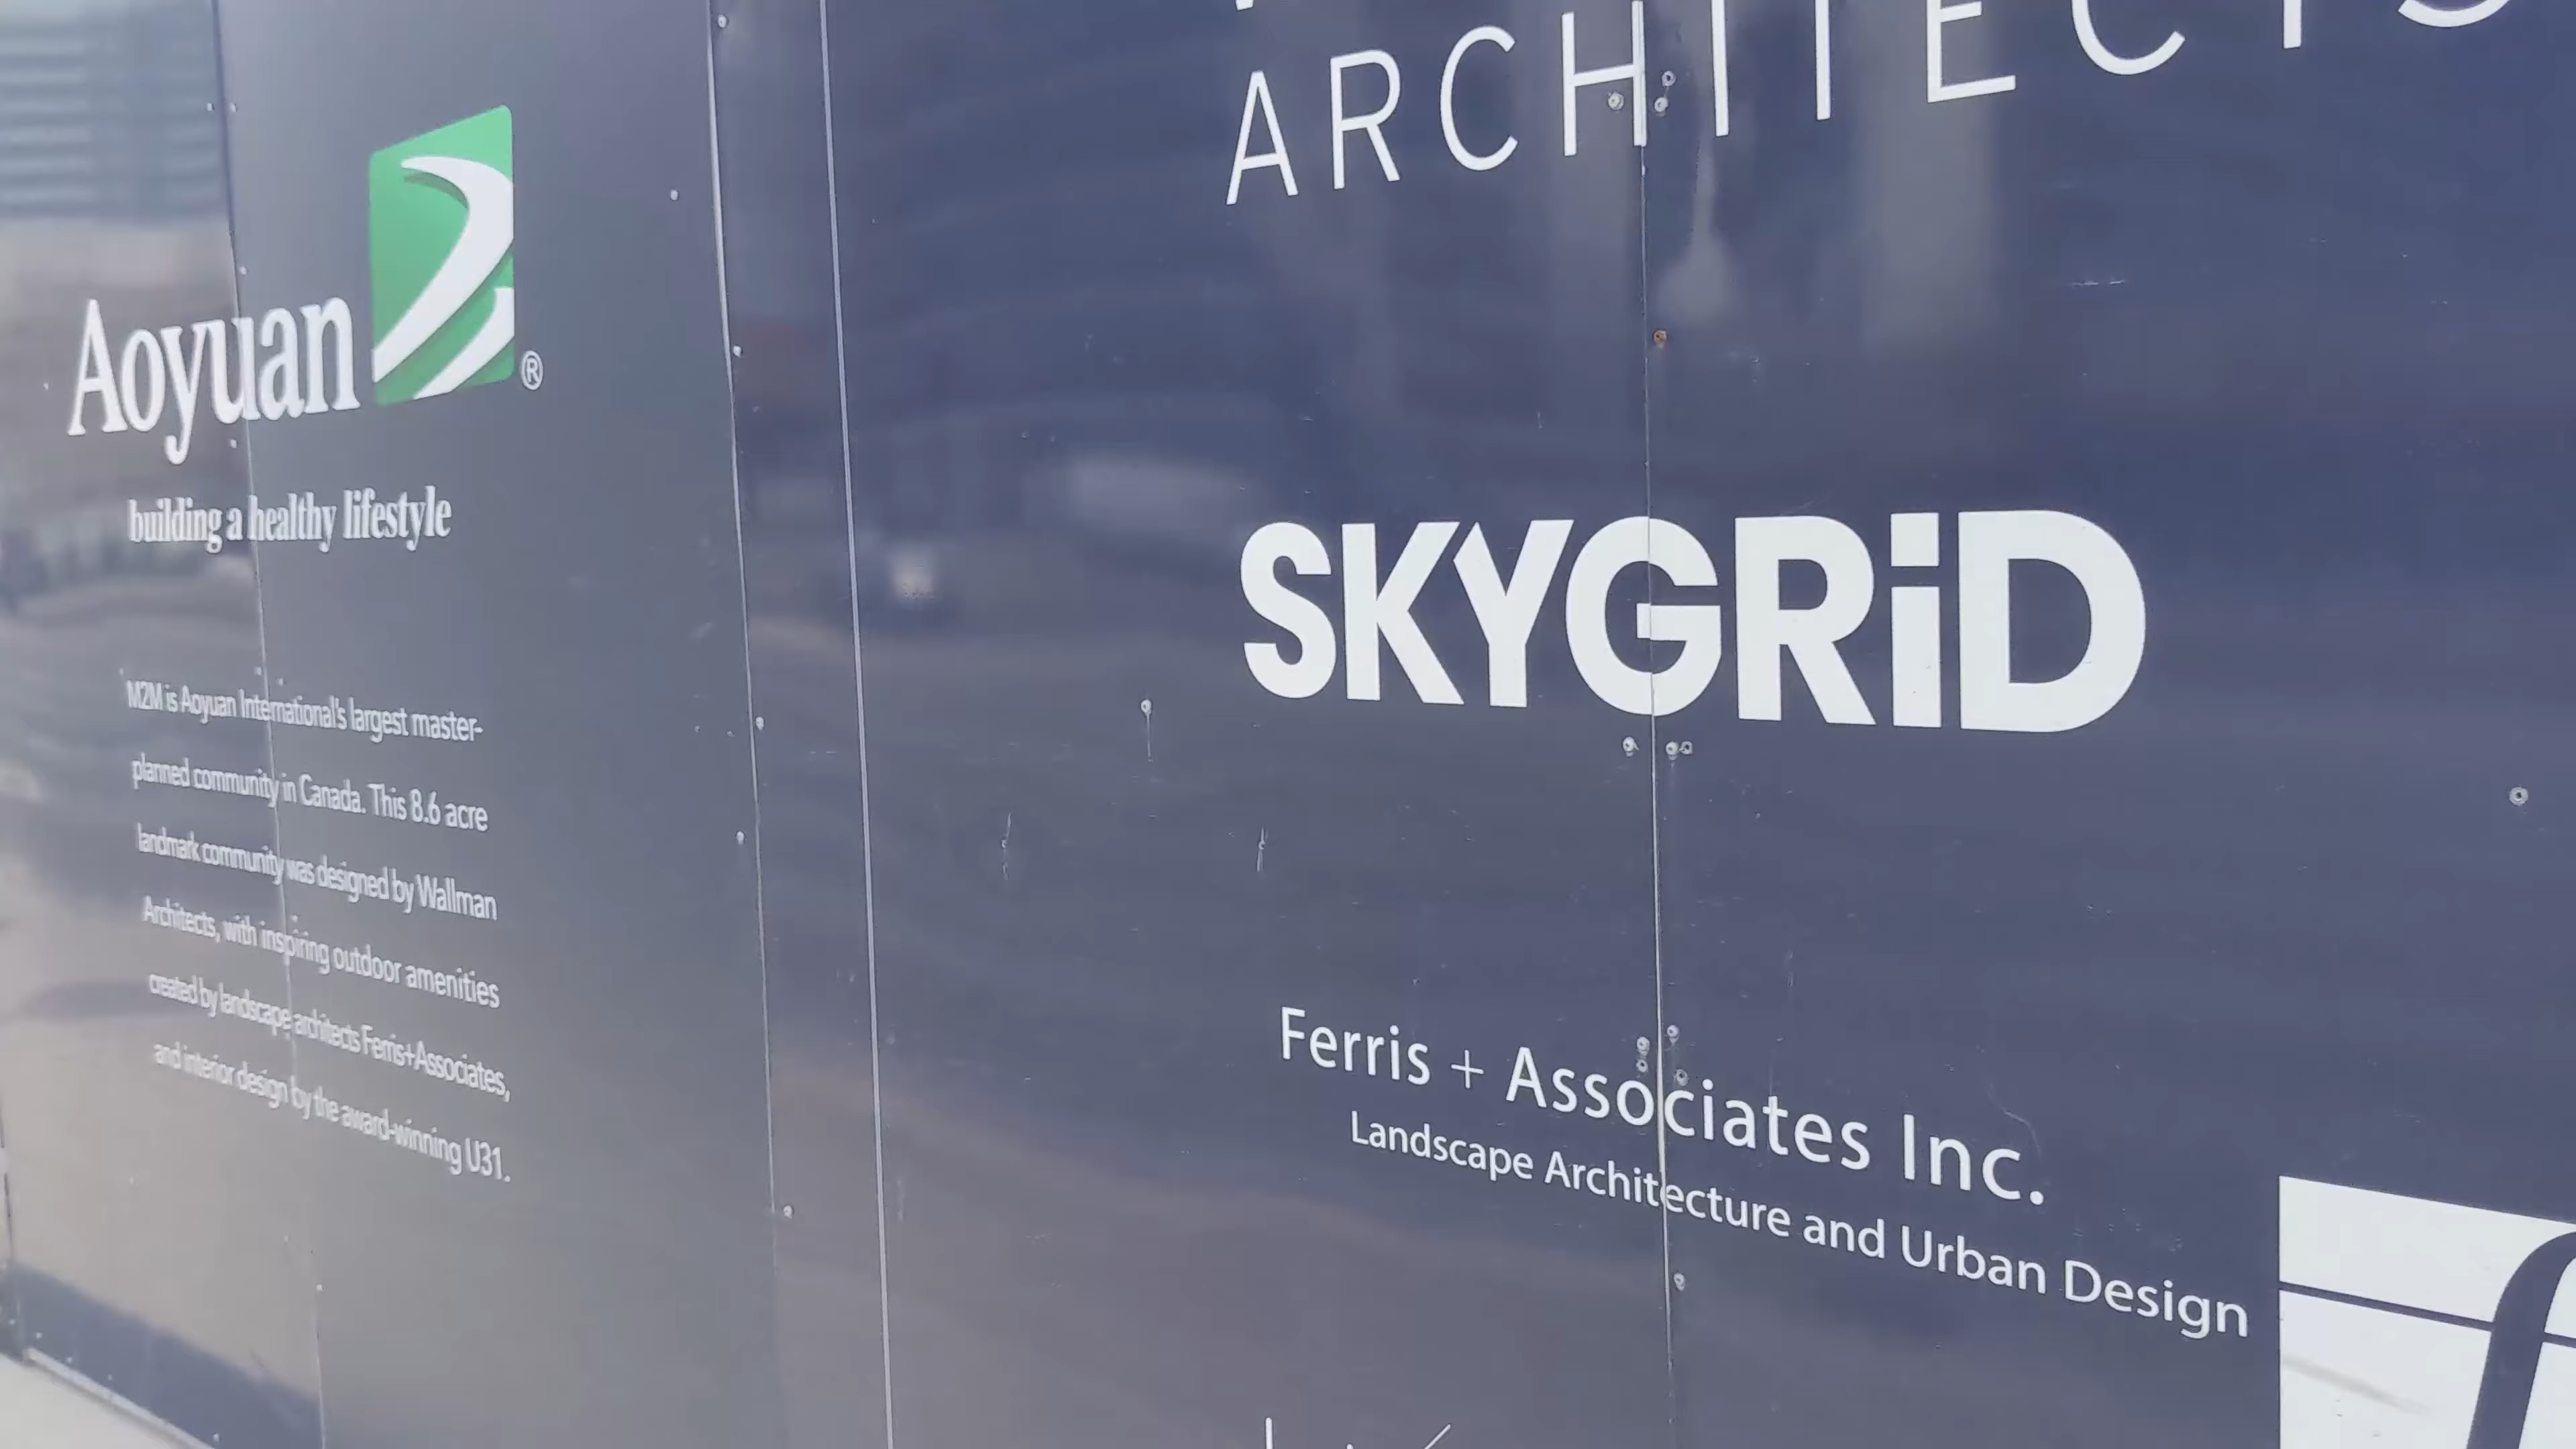 Aoyuan®
building a healthy lifestyle
M2M is Aoyuan International's largest master-
planned community in Canada. This 8.6 acre
landmark community was designed by Wallman
Architects, with inspiring outdoor amenities
created by landscape architects Ferris+Associates,
and interior design by the award-winning U31.
ARCHITECTS
SKYGRiD
Ferris + Associates Inc.
Landscape Architecture and Urban Design
f